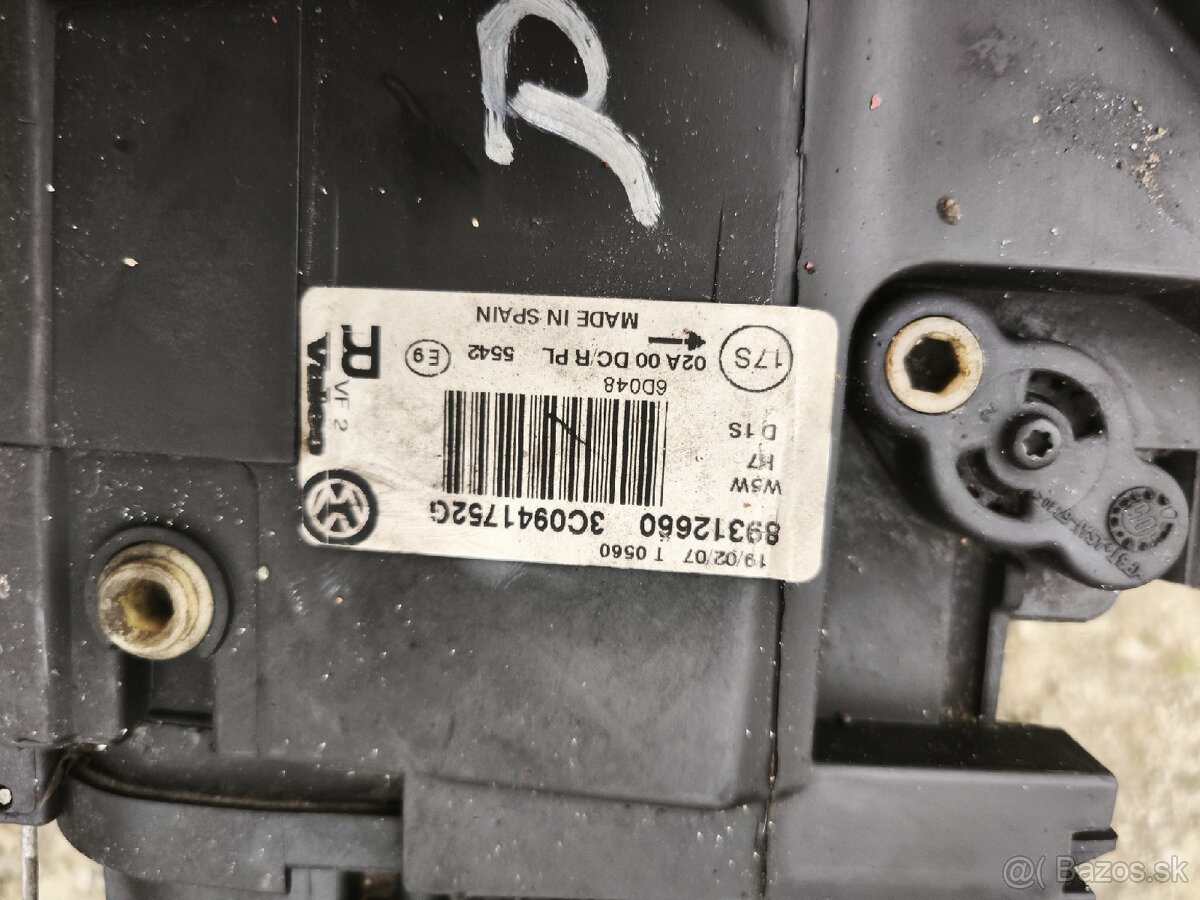 R
19/02/07 T 0560
89312660 3C0941752G
W5W
H7
D1S
6D048
02A 00 DC/R PL 5542
17S
E9
MADE IN SPAIN
VF 2
Valeo
R
@( Bazos.sk